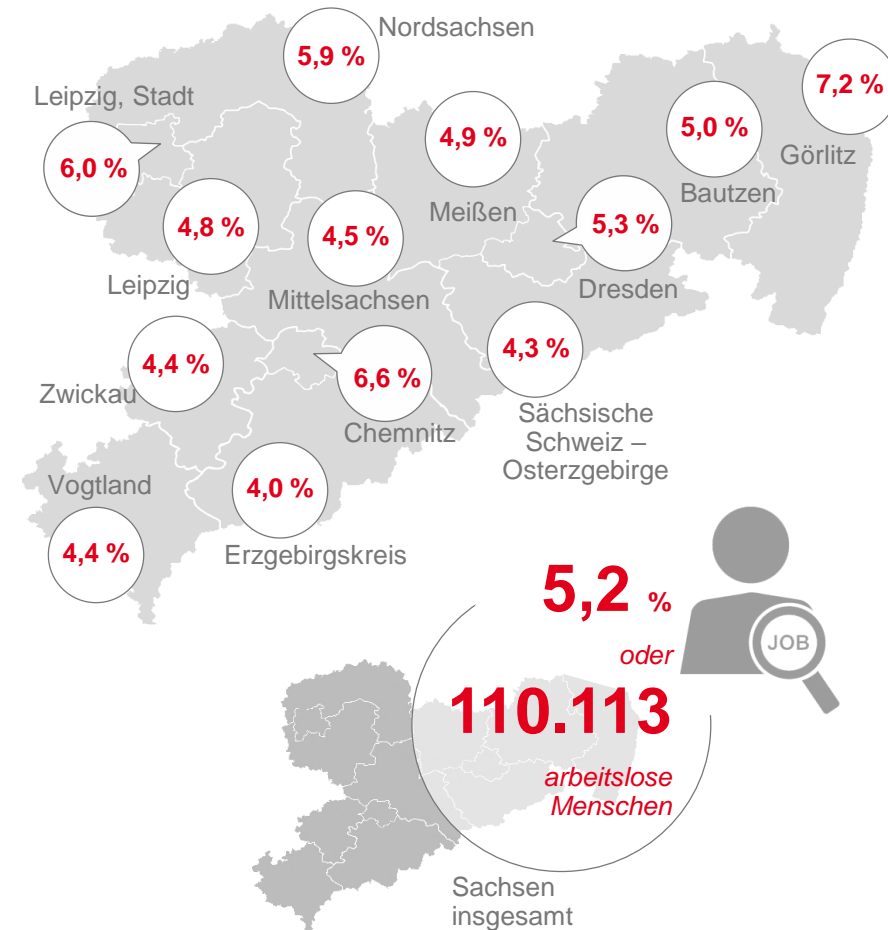 Nordsachsen
5,9 %
Leipzig, Stadt
6,0 %
4,9 %
Meißen
5,0 %
Bautzen
7,2 %
Görlitz
4,8 %
Leipzig
4,5 %
Mittelsachsen
5,3 %
Dresden
4,4 %
Zwickau
6,6 %
Chemnitz
4,3 %
Sächsische
Schweiz –
Osterzgebirge
Vogtland
4,4 %
4,0 %
Erzgebirgskreis
5,2 %
oder
JOB
110.113
arbeitslose
Menschen
Sachsen
insgesamt